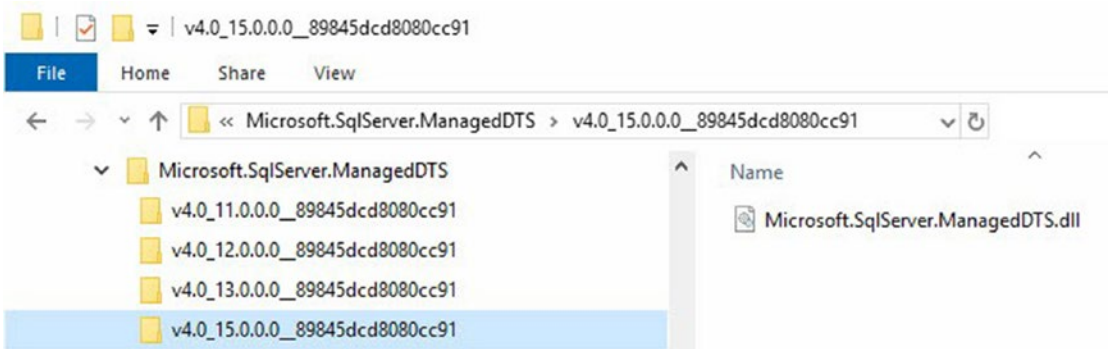 v4.0_15.0.0.0__89845dcd8080cc91
File Home Share View
« Microsoft.SqlServer.ManagedDTS > v4.0_15.0.0.0__89845dcd8080cc91
Microsoft.SqlServer.ManagedDTS
v4.0_11.0.0.0__89845dcd8080cc91
v4.0_12.0.0.0__89845dcd8080cc91
v4.0_13.0.0.0__89845dcd8080cc91
v4.0_15.0.0.0__89845dcd8080cc91
Name
Microsoft.SqlServer.ManagedDTS.dll